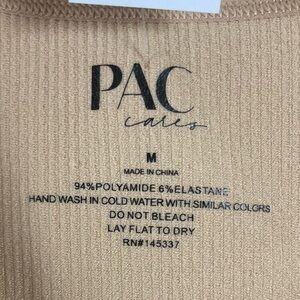 PAC
cares
M
MADE IN CHINA
94%POLYAMIDE 6%ELASTANE
HAND WASH IN COLD WATER WITH SIMILAR COLORS
DO NOT BLEACH
LAY FLAT TO DRY
RN#145337